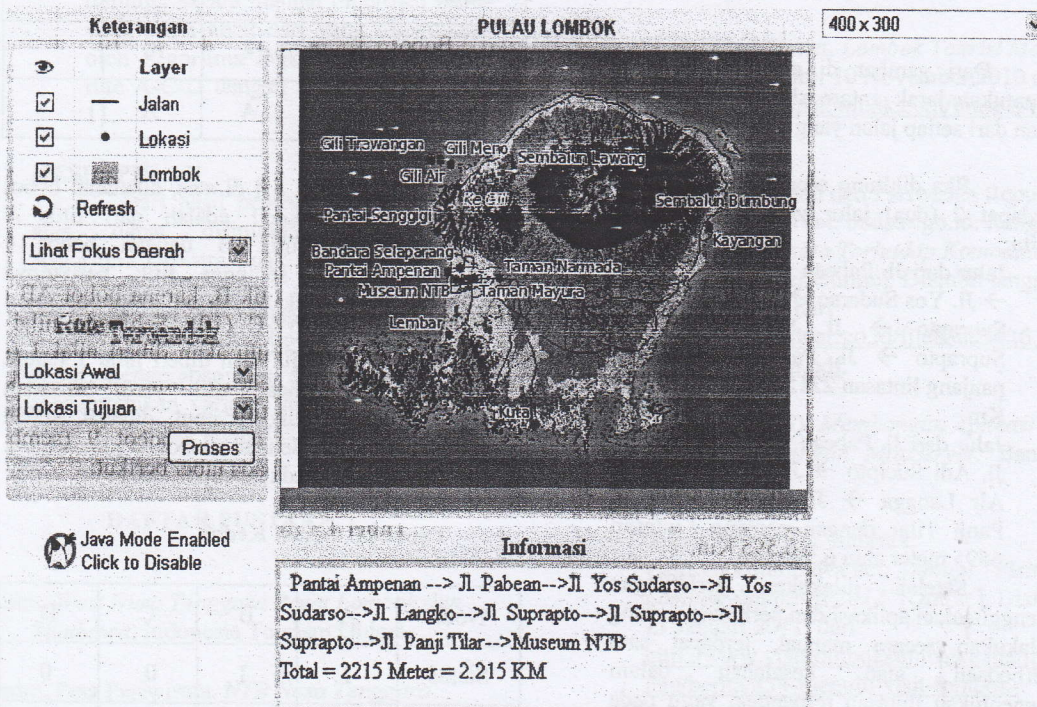 Keterangan
Layer
Jalan
Lokasi
Lombok
Refresh
Lihat Fokus Daerah
Rute Terpendek
Lokasi Awal
Lokasi Tujuan
Proses
Java Mode Enabled
Click to Disable
PULAU LOMBOK
400 x 300
Gili Trawangan
Gili Meno
Sembalun Lawang
Gili Air
Ke Gili
Sembalun Bumbung
Pantai Senggigi
Kayangan
Bandara Selaparang
Pantai Ampenan
Taman Narmada
Museum NTB
Taman Mayura
Lembar
Kuta
Informasi
Pantai Ampenan --> Jl. Pabean--->Jl. Yos Sudarso--->Jl. Yos
Sudarso--->Jl. Langko--->Jl. Suprapto--->Jl. Suprapto--->Jl.
Suprapto--->Jl. Panji Tilar--->Museum NTB
Total = 2215 Meter = 2.215 KM